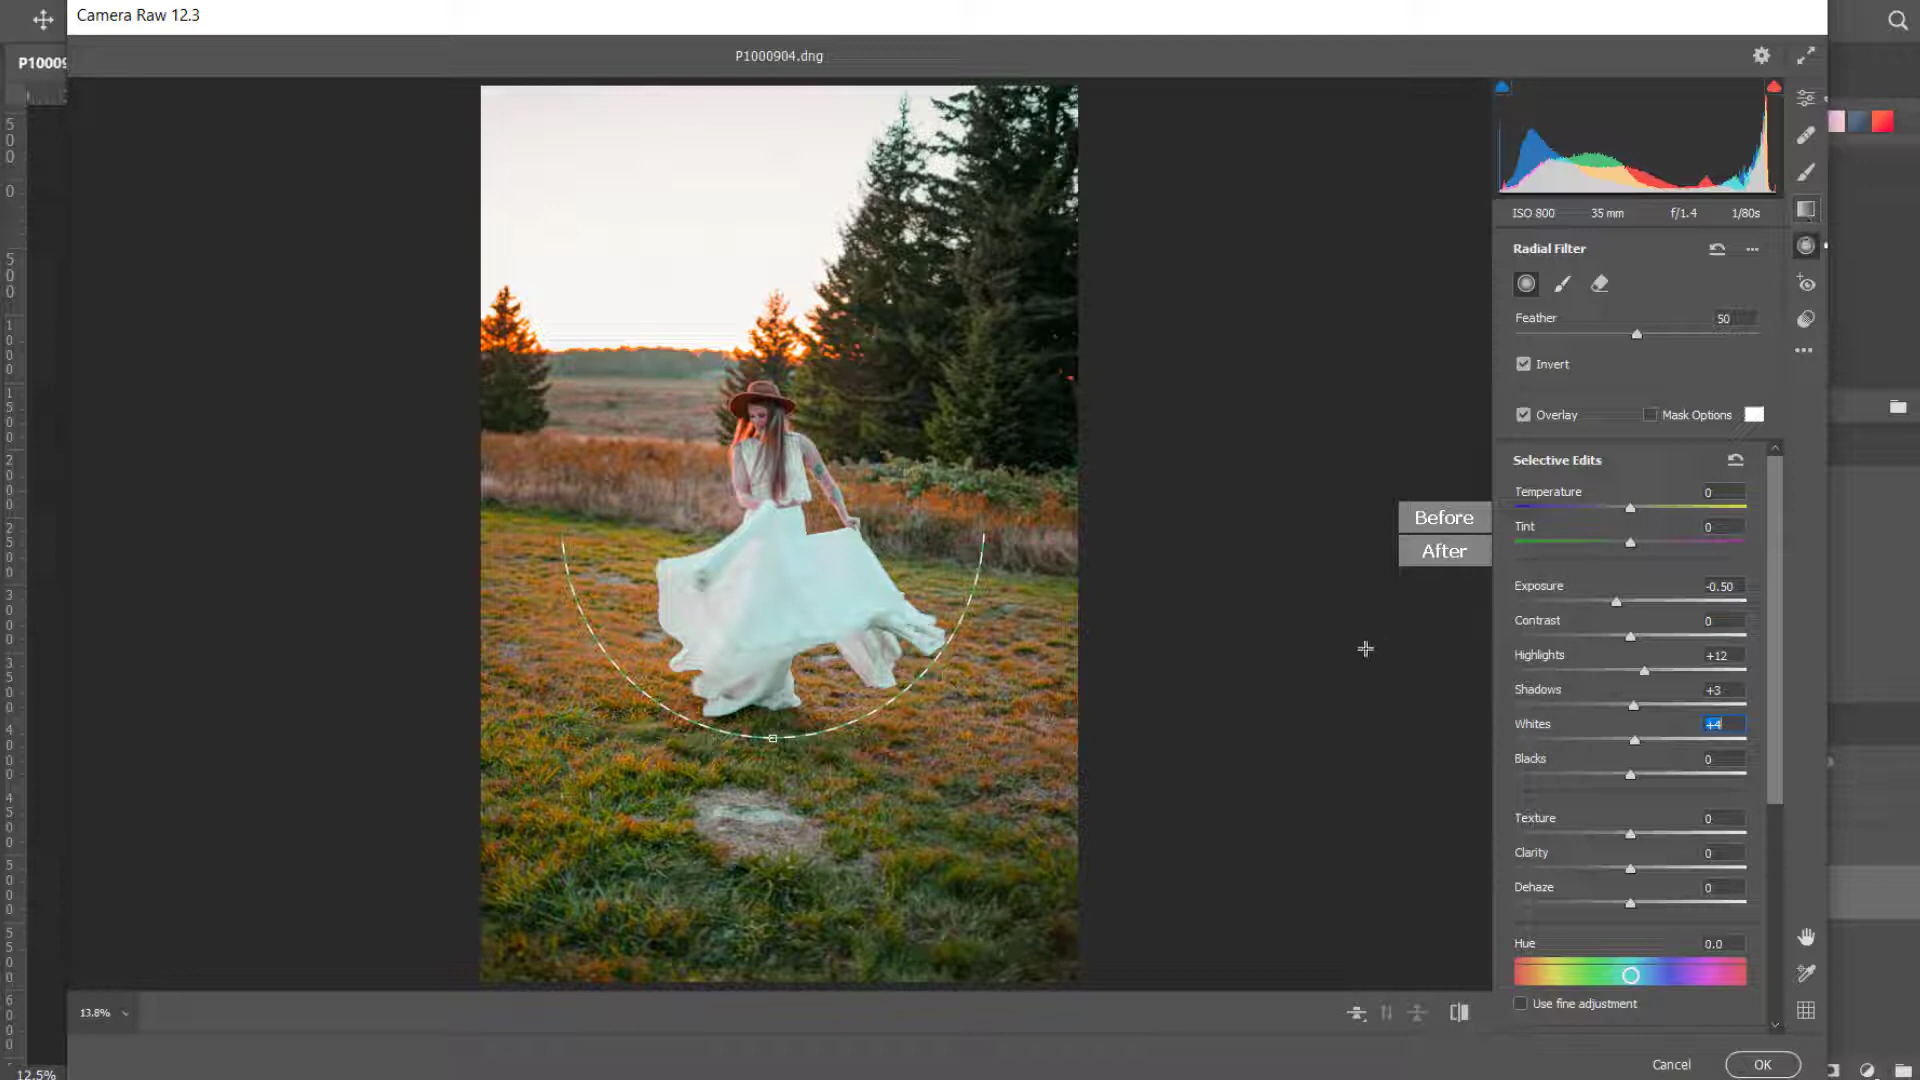 Camera Raw 12.3
P1000904.dng
P10009
ISO 800 35 mm f/1.4 1/80s
Radial Filter
Feather 50
Invert
Overlay Mask Options
Selective Edits
Temperature 0
Tint 0
Before
After
Exposure -0.50
Contrast 0
Highlights +12
Shadows +3
Whites +4
Blacks 0
Texture 0
Clarity 0
Dehaze 0
Hue 0.0
Use fine adjustment
13.8%
Cancel OK
12.5%